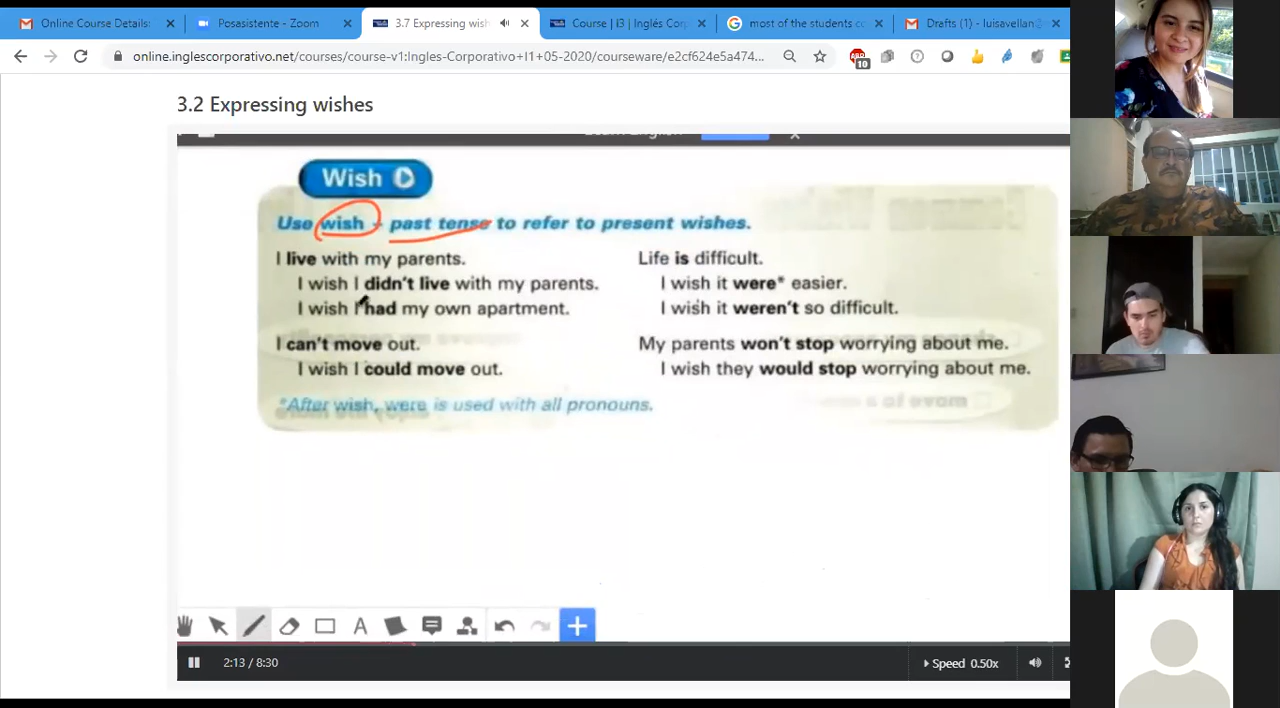 Online Course Details:
Posasistente - Zoom
3.7 Expressing wish
Course | i3 | Inglés Cor
most of the students co
Drafts (1) - luisavellan
online.inglescorporativo.net/courses/course-v1:Ingles-Corporativo+I1+05-2020/courseware/e2cf624e5a474...
10
3.2 Expressing wishes
Wish
Use wish + past tense to refer to present wishes.
I live with my parents.
I wish I didn't live with my parents.
I wish I had my own apartment.
I can't move out.
I wish I could move out.
Life is difficult.
I wish it were* easier.
I wish it weren't so difficult.
My parents won't stop worrying about me.
I wish they would stop worrying about me.
*After wish, were is used with all pronouns.
2:13 / 8:30
Speed 0.50x